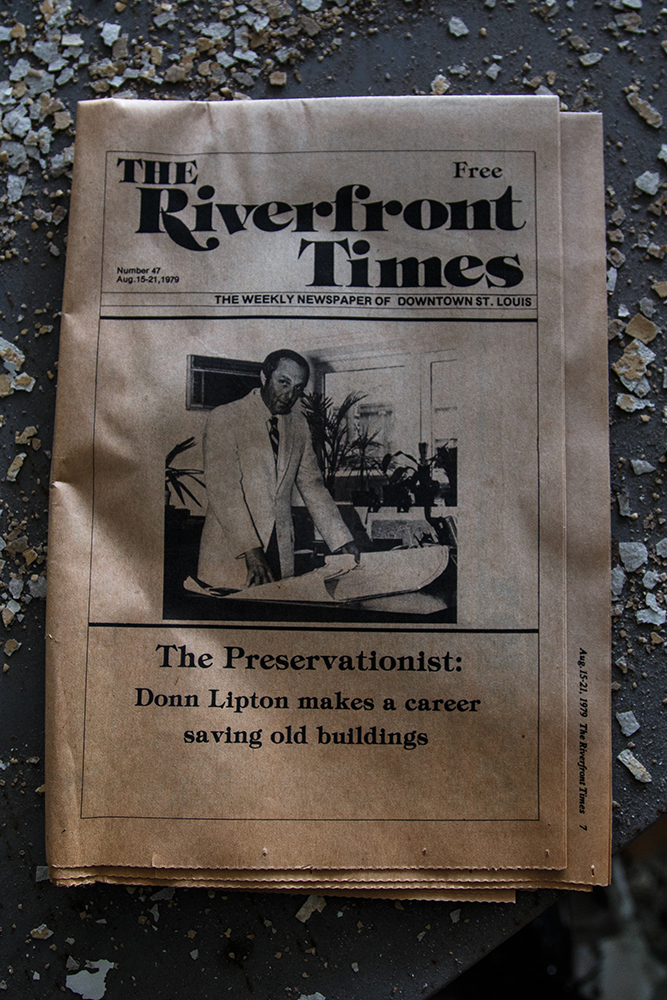 THE
Free
Riverfront
Times
Number 47
Aug.15-21,1979
THE WEEKLY NEWSPAPER OF DOWNTOWN ST. LOUIS
The Preservationist:
Donn Lipton makes a career
saving old buildings
Aug. 15-21, 1979 The Riverfront Times 7